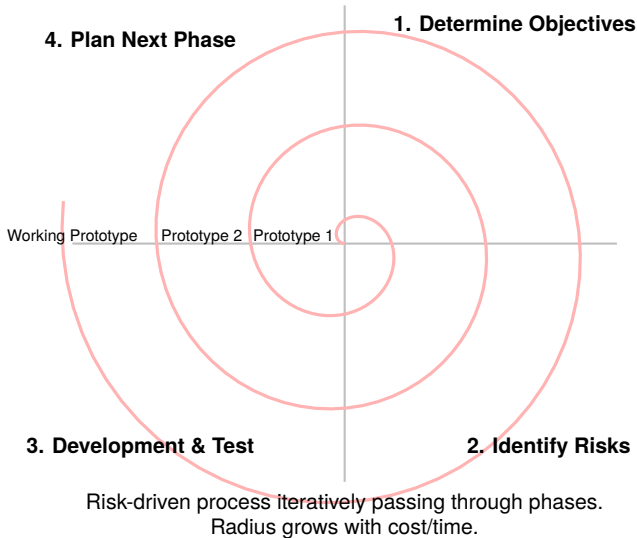 1. Determine Objectives
4. Plan Next Phase
Working Prototype
Prototype 2
Prototype 1
3. Development & Test
2. Identify Risks
Risk-driven process iteratively passing through phases.
Radius grows with cost/time.